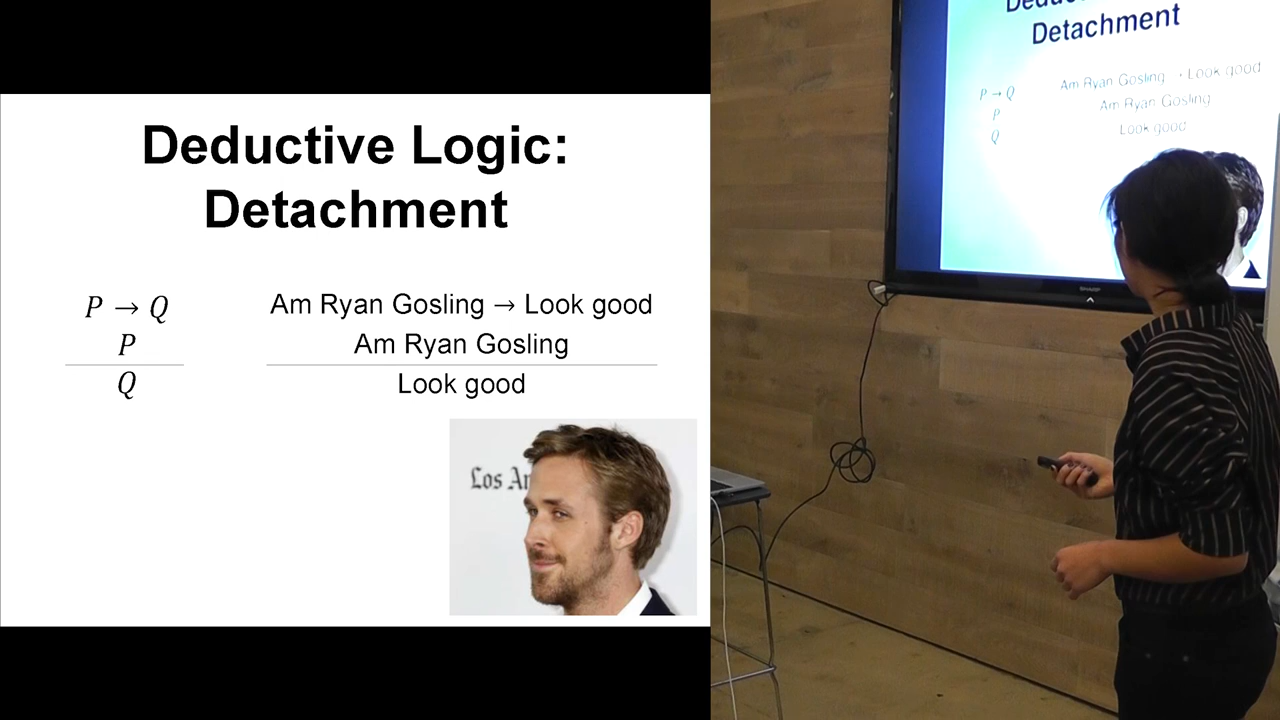 Deductive Logic:
Detachment
P → Q
Am Ryan Gosling → Look good
P
Am Ryan Gosling
Q
Look good
Los An
Detachment
P → Q
Am Ryan Gosling → Look good
P
Am Ryan Gosling
Q
Look good
SHARP